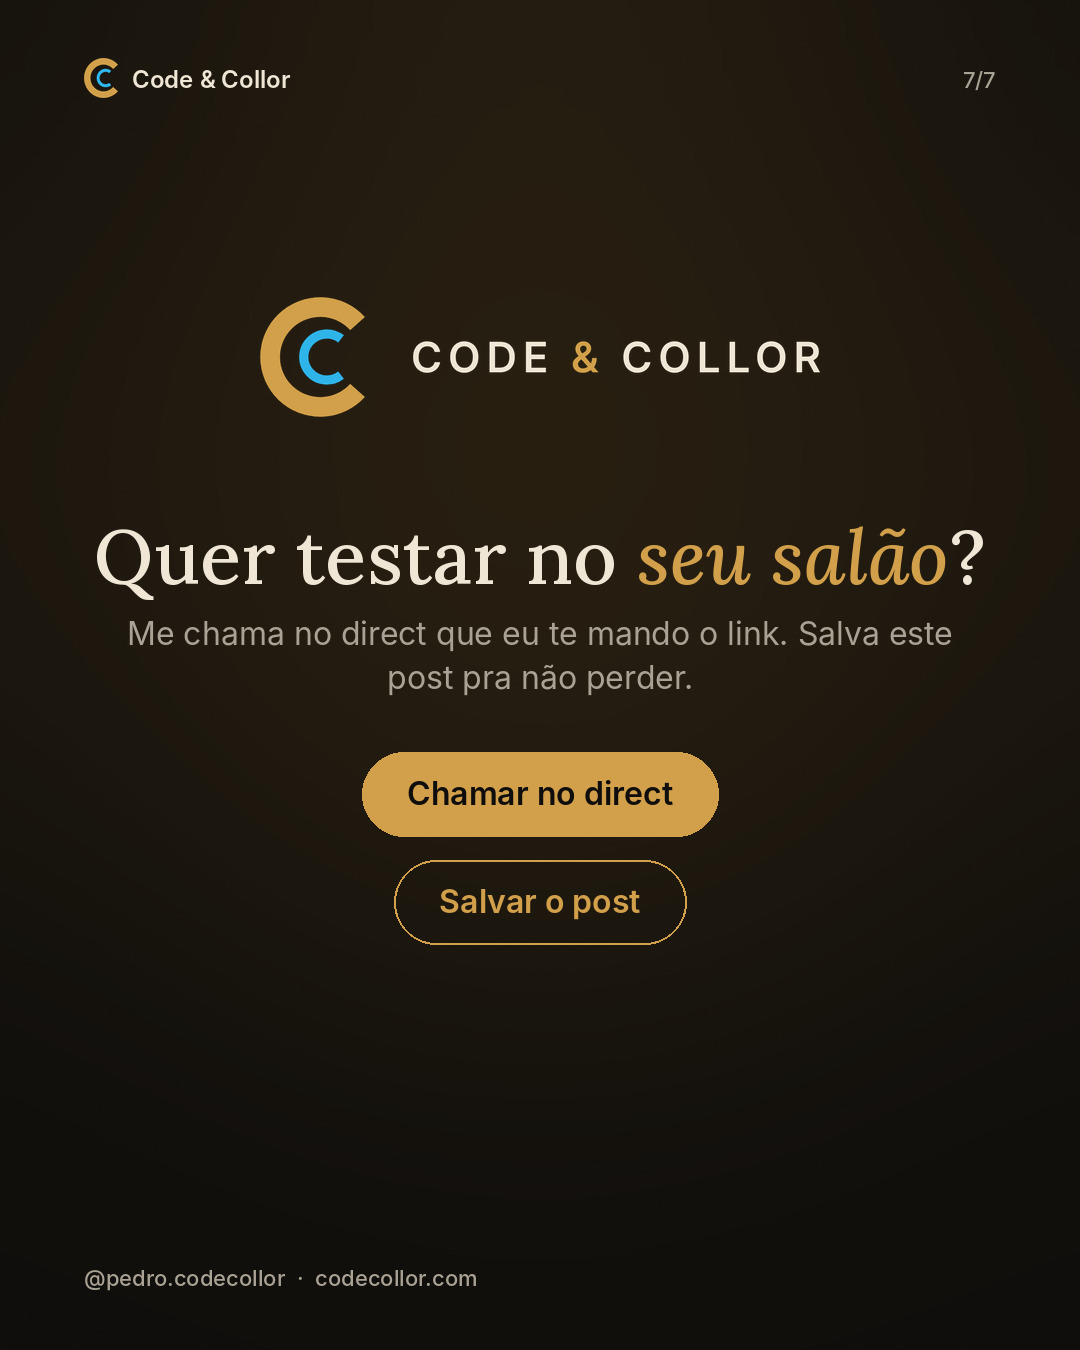 Code & Collor
7/7
CODE & COLLOR
Quer testar no seu salão?
Me chama no direct que eu te mando o link. Salva este
post pra não perder.
Chamar no direct
Salvar o post
@pedro.codecollor · codecollor.com